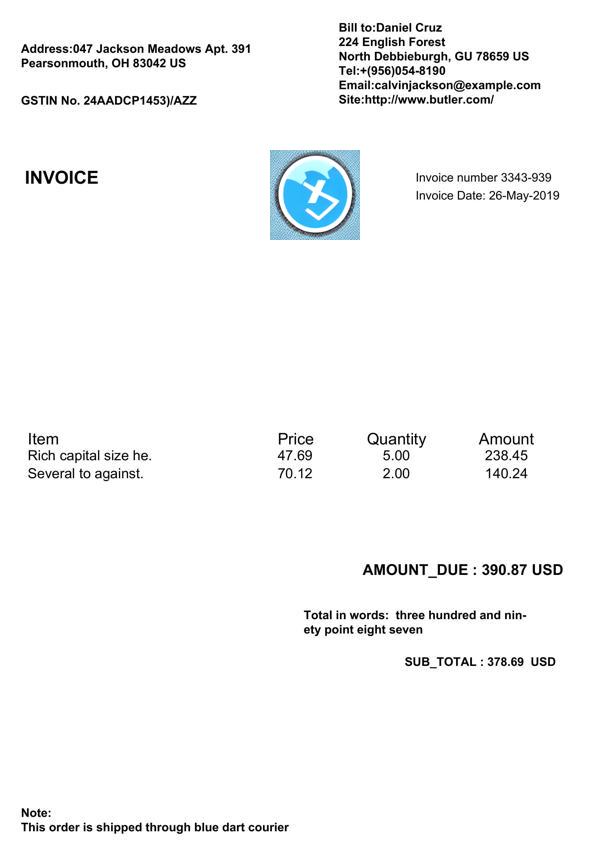 Address:047 Jackson Meadows Apt. 391
Pearsonmouth, OH 83042 US
GSTIN No. 24AADCP1453)/AZZ
Bill to:Daniel Cruz
224 English Forest
North Debbieburgh, GU 78659 US
Tel:+(956)054-8190
Email:calvinjackson@example.com
Site:http://www.butler.com/
INVOICE
Invoice number 3343-939
Invoice Date: 26-May-2019
Item Price Quantity Amount
Rich capital size he. 47.69 5.00 238.45
Several to against. 70.12 2.00 140.24
AMOUNT_DUE : 390.87 USD
Total in words:  three hundred and nin-
ety point eight seven
SUB_TOTAL : 378.69  USD
Note:
This order is shipped through blue dart courier